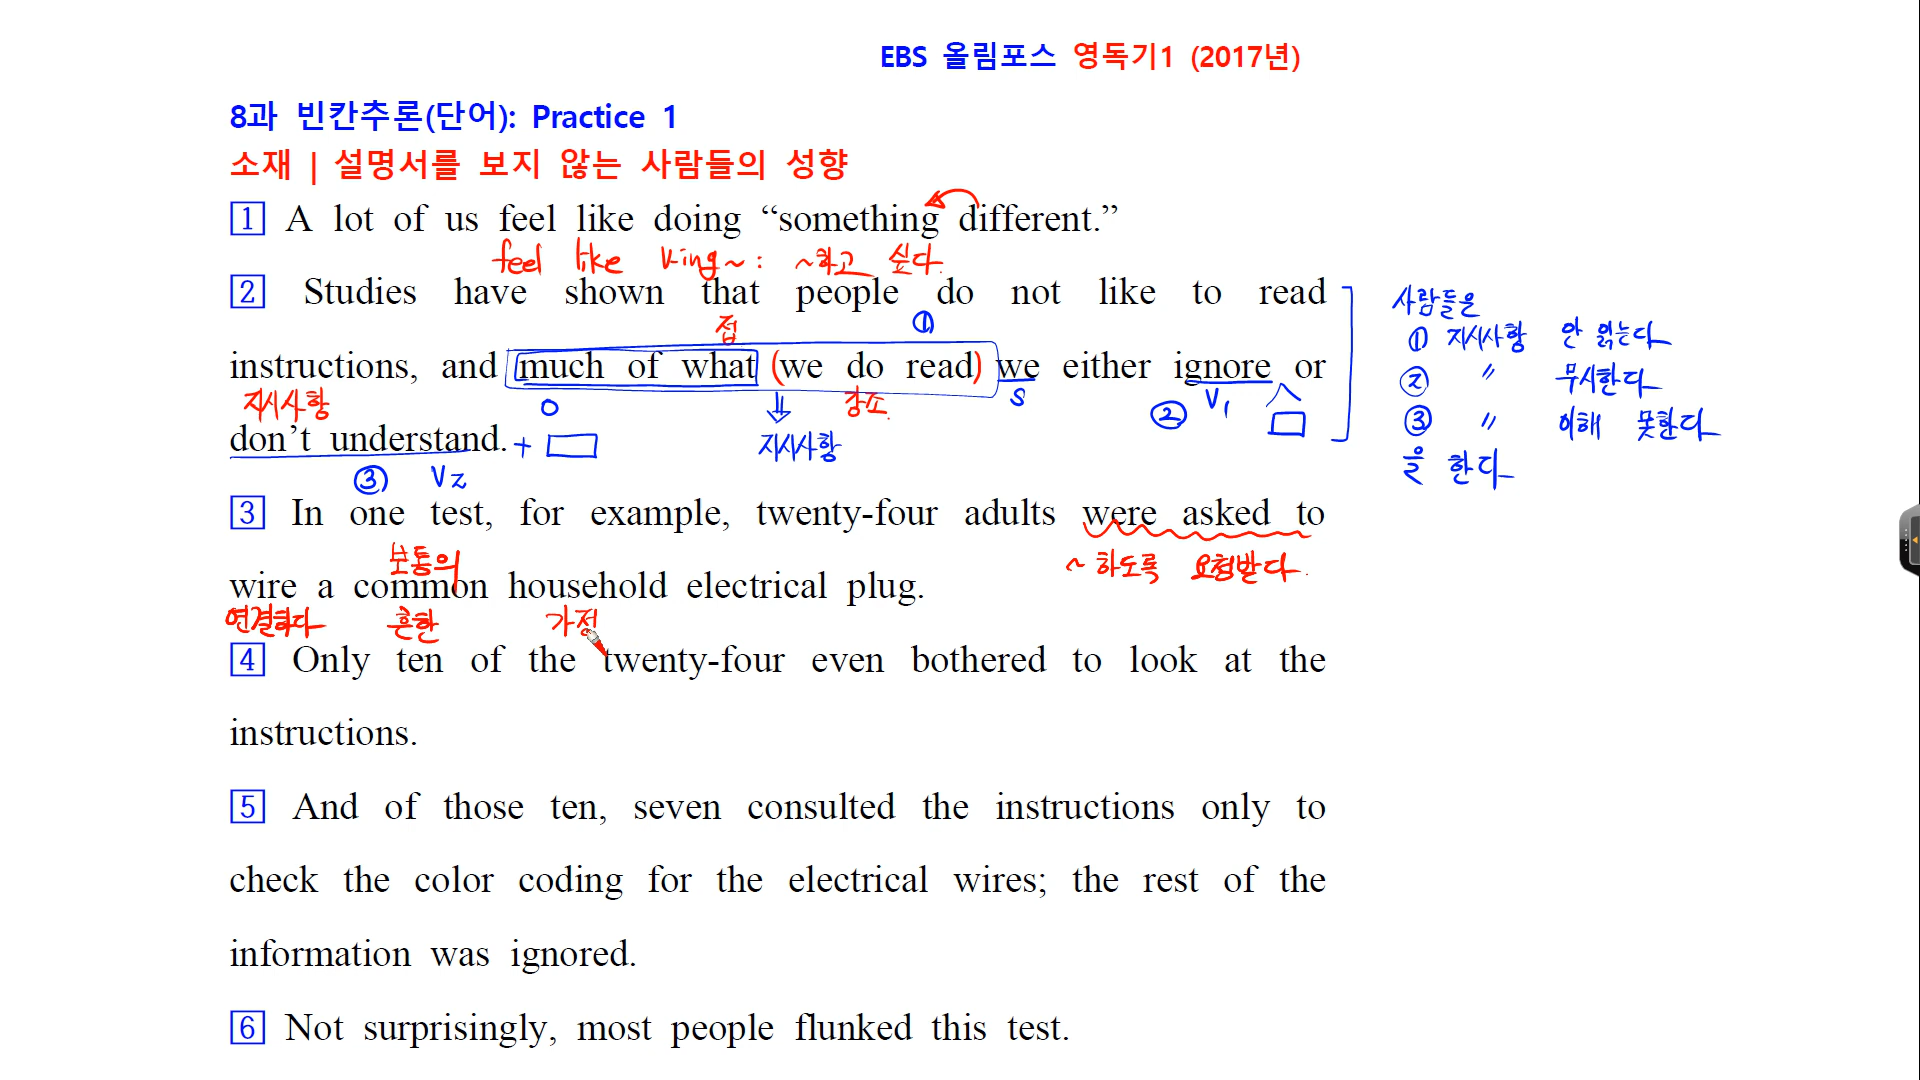 EBS 올림포스 영독기1 (2017년)
8과 빈칸추론(단어): Practice 1
소재 | 설명서를 보지 않는 사람들의 성향
1 A lot of us feel like doing “something different.”
feel like Ving~ : ~하고 싶다.
2 Studies have shown that people do not like to read
접 ①
instructions, and much of what (we do read) we either ignore or
지시사항 O 강조. S ② V1
지시사항
don’t understand. +
③ V2
사람들은
① 지시사항 안 읽는다
② 〃 무시한다
③ 〃 이해 못한다
을 한다
3 In one test, for example, twenty-four adults were asked to
보통의 ~ 하도록 요청받다.
wire a common household electrical plug.
연결하다 흔한 가정
4 Only ten of the twenty-four even bothered to look at the
instructions.
5 And of those ten, seven consulted the instructions only to
check the color coding for the electrical wires; the rest of the
information was ignored.
6 Not surprisingly, most people flunked this test.